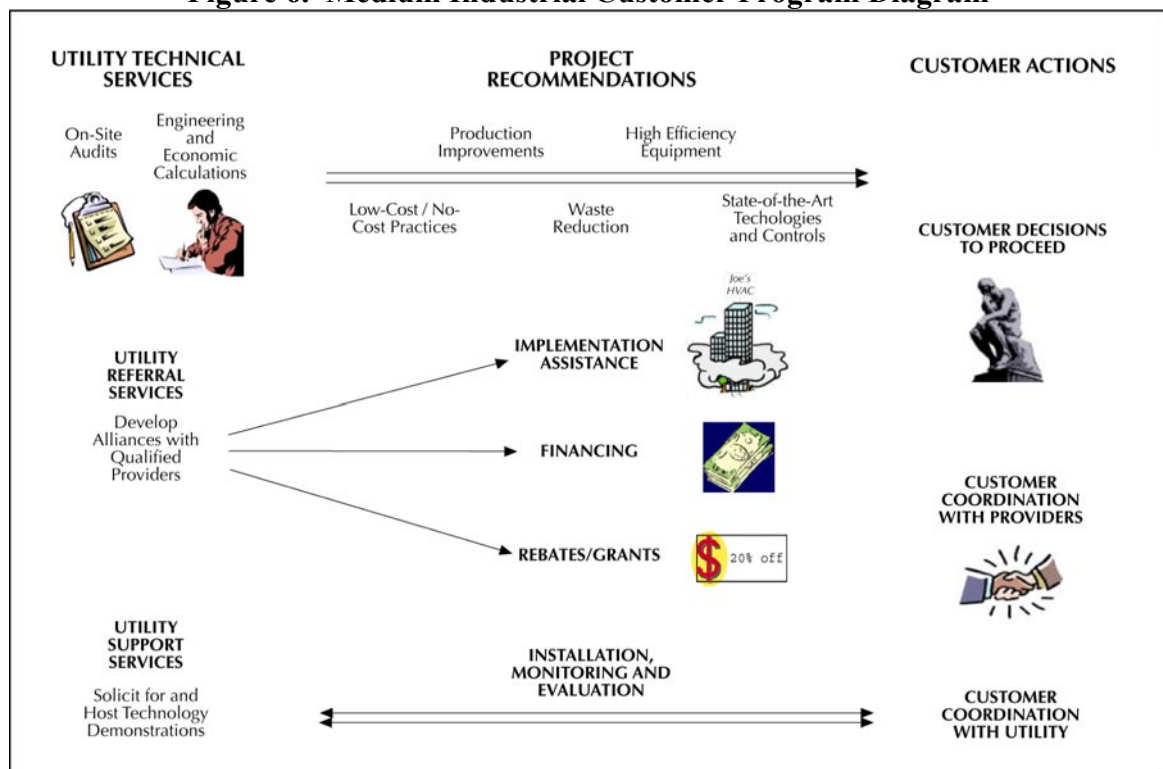 Figure 6. Medium Industrial Customer Program Diagram
UTILITY TECHNICAL
SERVICES
PROJECT
RECOMMENDATIONS
CUSTOMER ACTIONS
On-Site
Audits
Engineering
and
Economic
Calculations
Production
Improvements
High Efficiency
Equipment
Low-Cost / No-
Cost Practices
Waste
Reduction
State-of-the-Art
Techologies
and Controls
CUSTOMER DECISIONS
TO PROCEED
Joe's
HVAC
UTILITY
REFERRAL
SERVICES
Develop
Alliances with
Qualified
Providers
IMPLEMENTATION
ASSISTANCE
FINANCING
REBATES/GRANTS
$ 20% off
CUSTOMER
COORDINATION
WITH PROVIDERS
UTILITY
SUPPORT
SERVICES
Solicit for and
Host Technology
Demonstrations
INSTALLATION,
MONITORING AND
EVALUATION
CUSTOMER
COORDINATION
WITH UTILITY